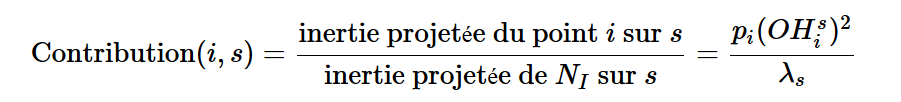 Contribution(i, s) = inertie projetée du point i sur s / inertie projetée de N_I sur s = p_i(OH_i^s)^2 / λ_s